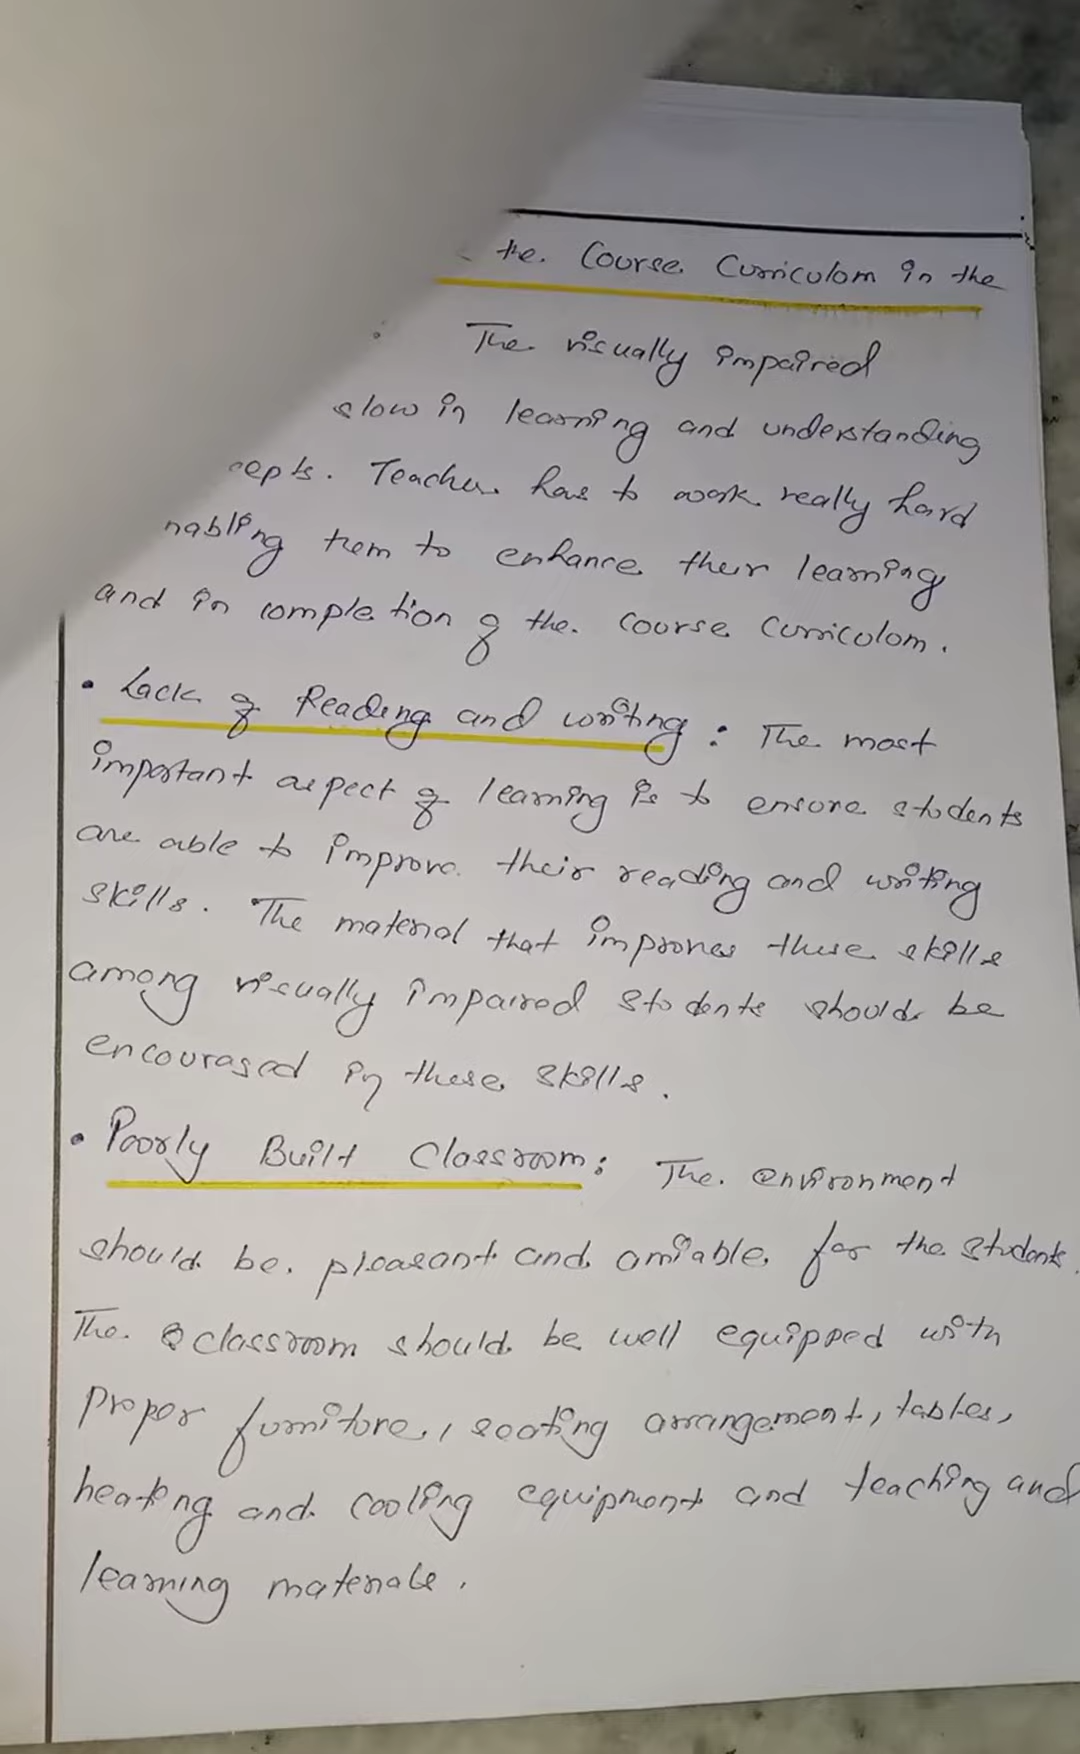 the. Course Curriculom in the
The visually impaired
slow in learning and understanding
cepts. Teacher has to work really hard
nabling them to enhance their learning
and in completion of the. course Curricolom.
• Lack of Reading and writing : The most
important aspect of learning is to ensure students
are able to improve their reading and writing
skills. The material that improves these skills
among visually impaired students should be
encouraged in these skills.
• Poorly Built Classroom: The environment
should be pleasant and amiable for the students.
The classroom should be well equipped with
proper furniture, seating arrangement, tables,
heating and cooling equipment and teaching and
learning materials.